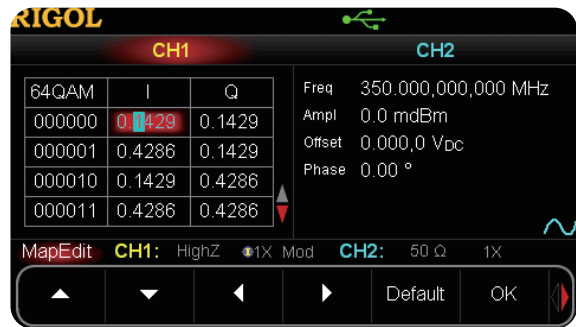 RIGOL
CH1
CH2
64QAM I Q
000000 0.1429 0.1429
000001 0.4286 0.1429
000010 0.1429 0.4286
000011 0.4286 0.4286
Freq 350.000,000,000 MHz
Ampl 0.0 mdBm
Offset 0.000,0 VDC
Phase 0.00 °
MapEdit CH1: HighZ 1X Mod CH2: 50 Ω 1X
Default OK